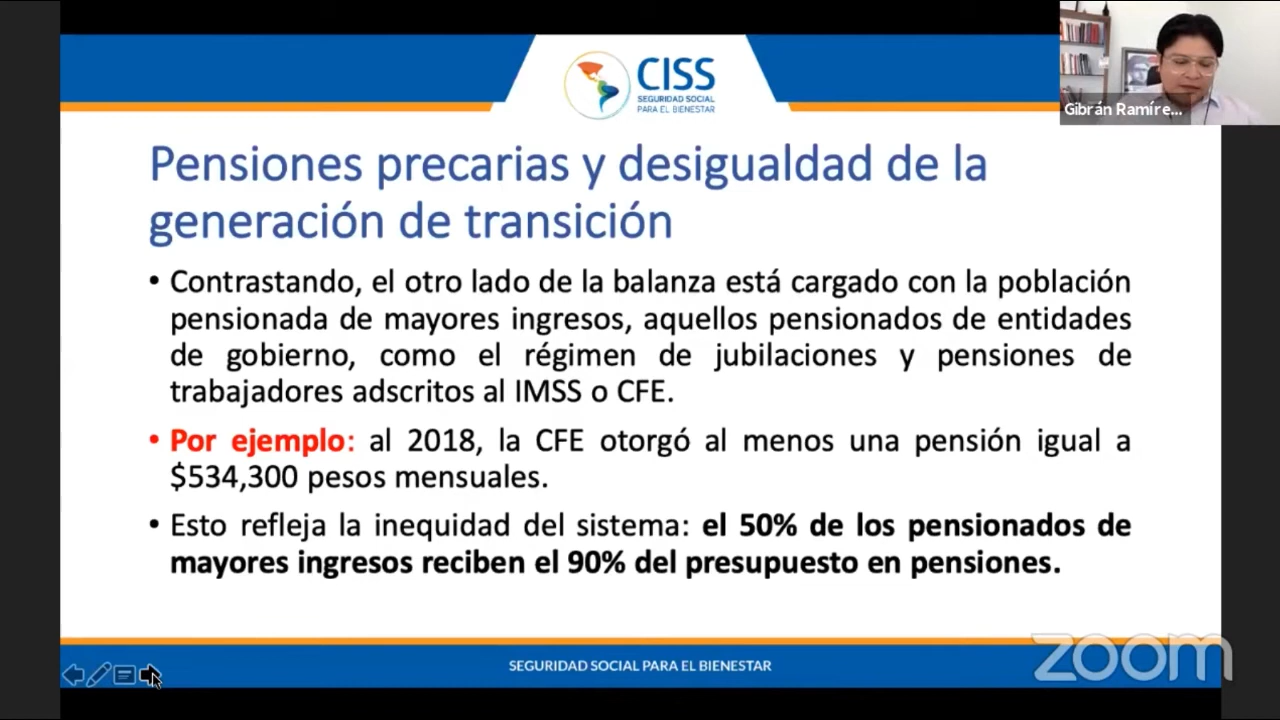 CISS
SEGURIDAD SOCIAL
PARA EL BIENESTAR
Gibrán Ramíre...
Pensiones precarias y desigualdad de la
generación de transición
• Contrastando, el otro lado de la balanza está cargado con la población
pensionada de mayores ingresos, aquellos pensionados de entidades
de gobierno, como el régimen de jubilaciones y pensiones de
trabajadores adscritos al IMSS o CFE.
• Por ejemplo: al 2018, la CFE otorgó al menos una pensión igual a
$534,300 pesos mensuales.
• Esto refleja la inequidad del sistema: el 50% de los pensionados de
mayores ingresos reciben el 90% del presupuesto en pensiones.
SEGURIDAD SOCIAL PARA EL BIENESTAR
zoom